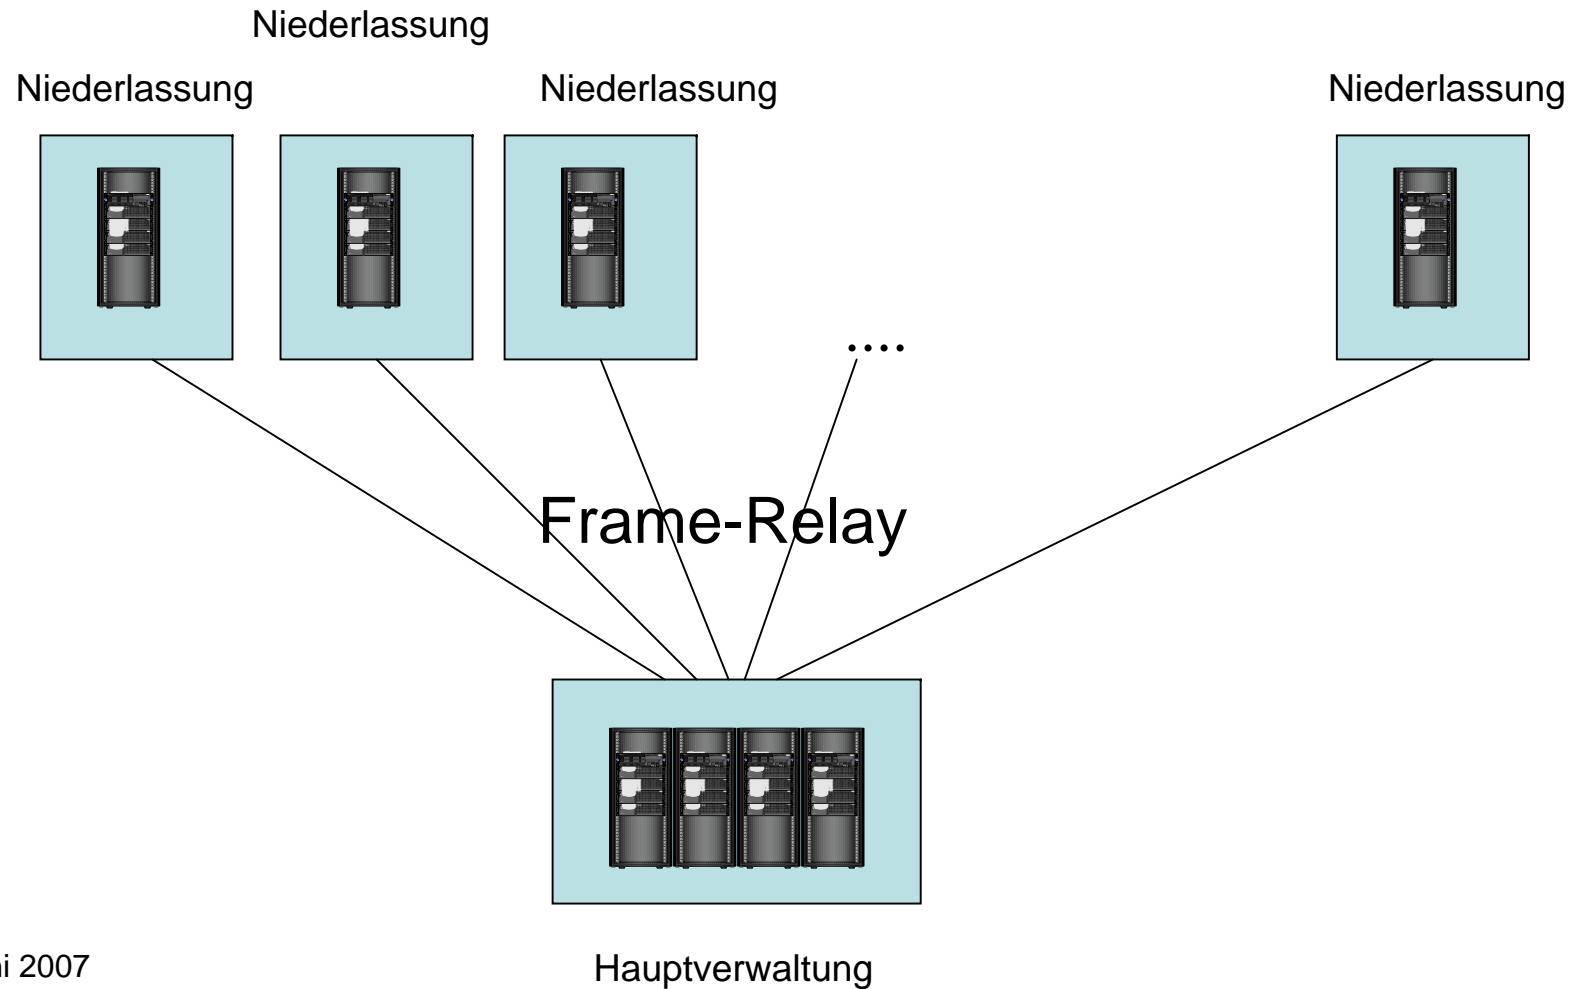 Niederlassung
Niederlassung
Niederlassung
Niederlassung
....
Frame-Relay
Hauptverwaltung
2007